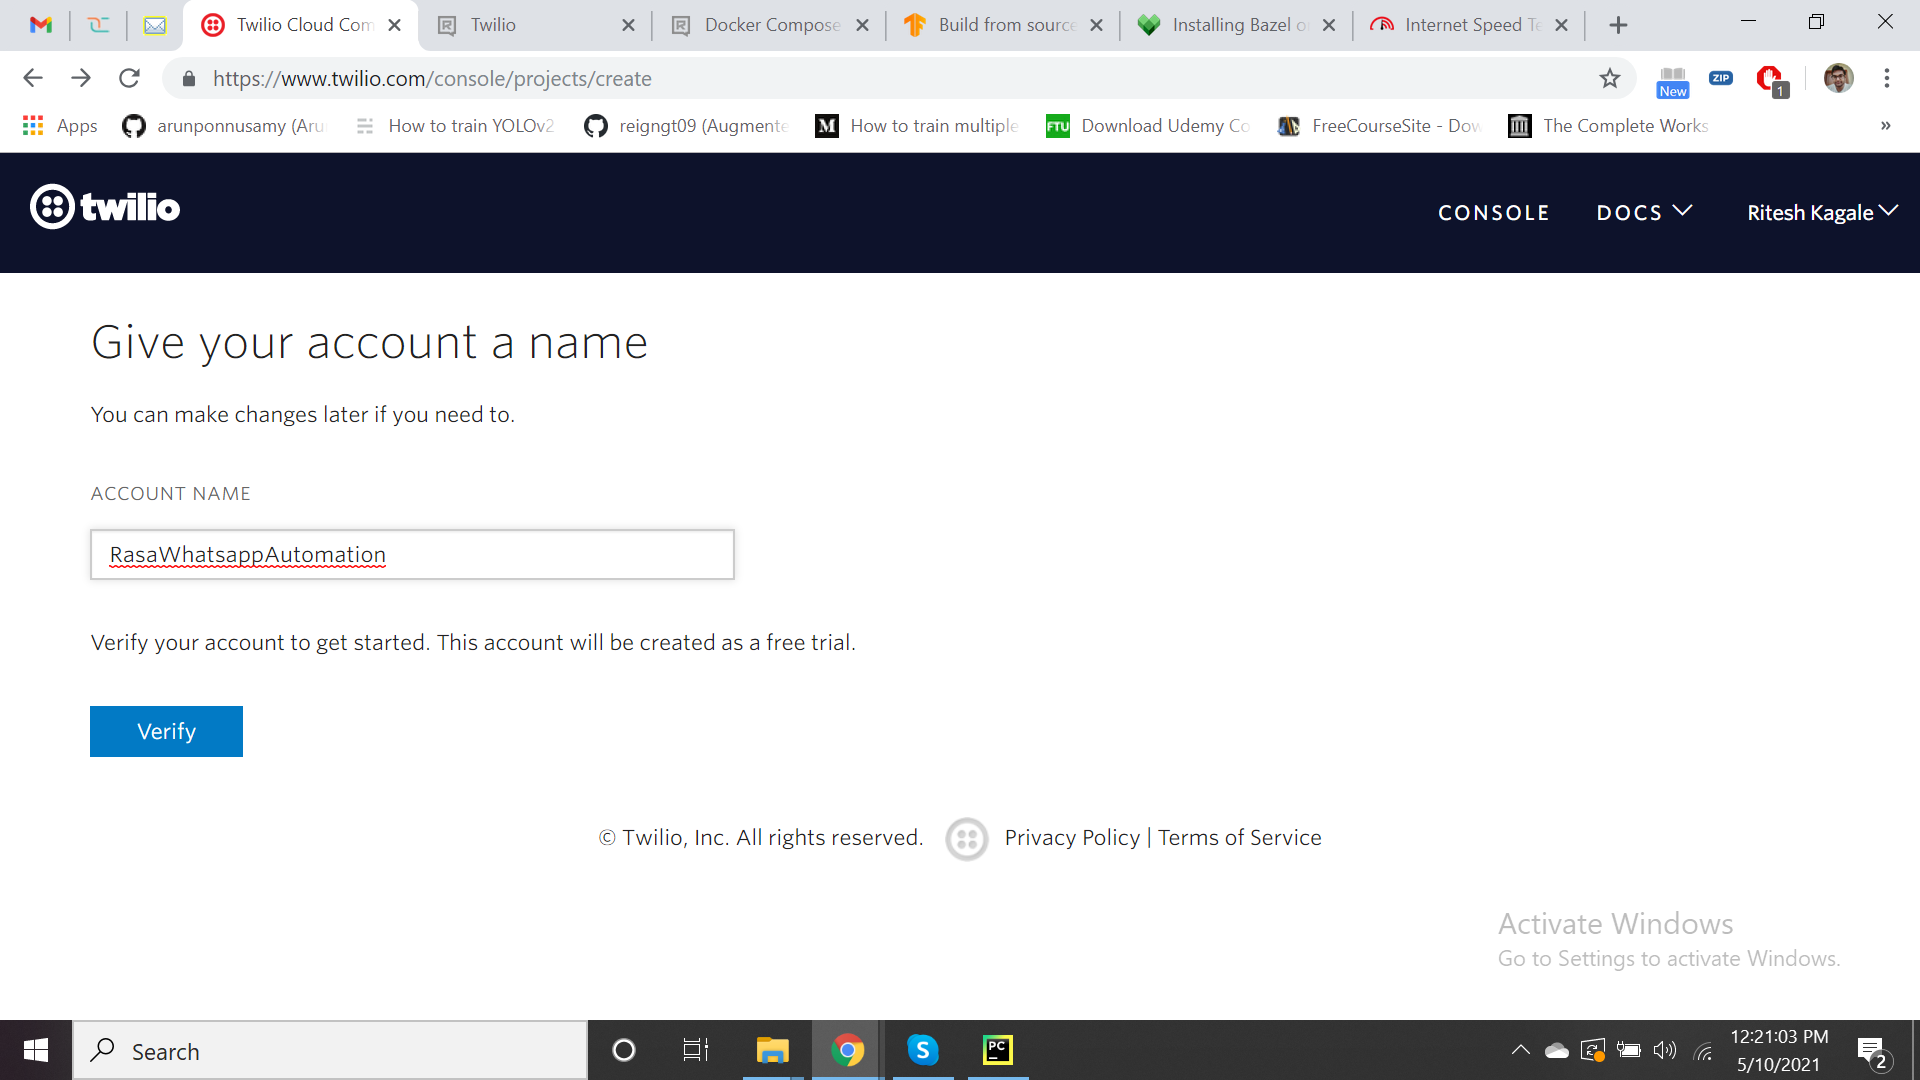 Twilio Cloud Com
Twilio
Docker Compose
Build from source
Installing Bazel o
Internet Speed Te
https://www.twilio.com/console/projects/create
New
ZIP
1
Apps
arunponnusamy (Aru
How to train YOLOv2
reigngt09 (Augmente
M
How to train multiple
FTU
Download Udemy Co
FreeCourseSite - Dow
The Complete Works
»
twilio
CONSOLE
DOCS
Ritesh Kagale
Give your account a name
You can make changes later if you need to.
ACCOUNT NAME
RasaWhatsappAutomation
Verify your account to get started. This account will be created as a free trial.
Verify
© Twilio, Inc. All rights reserved.
Privacy Policy | Terms of Service
Activate Windows
Go to Settings to activate Windows.
Search
S
PC
12:21:03 PM
5/10/2021
2